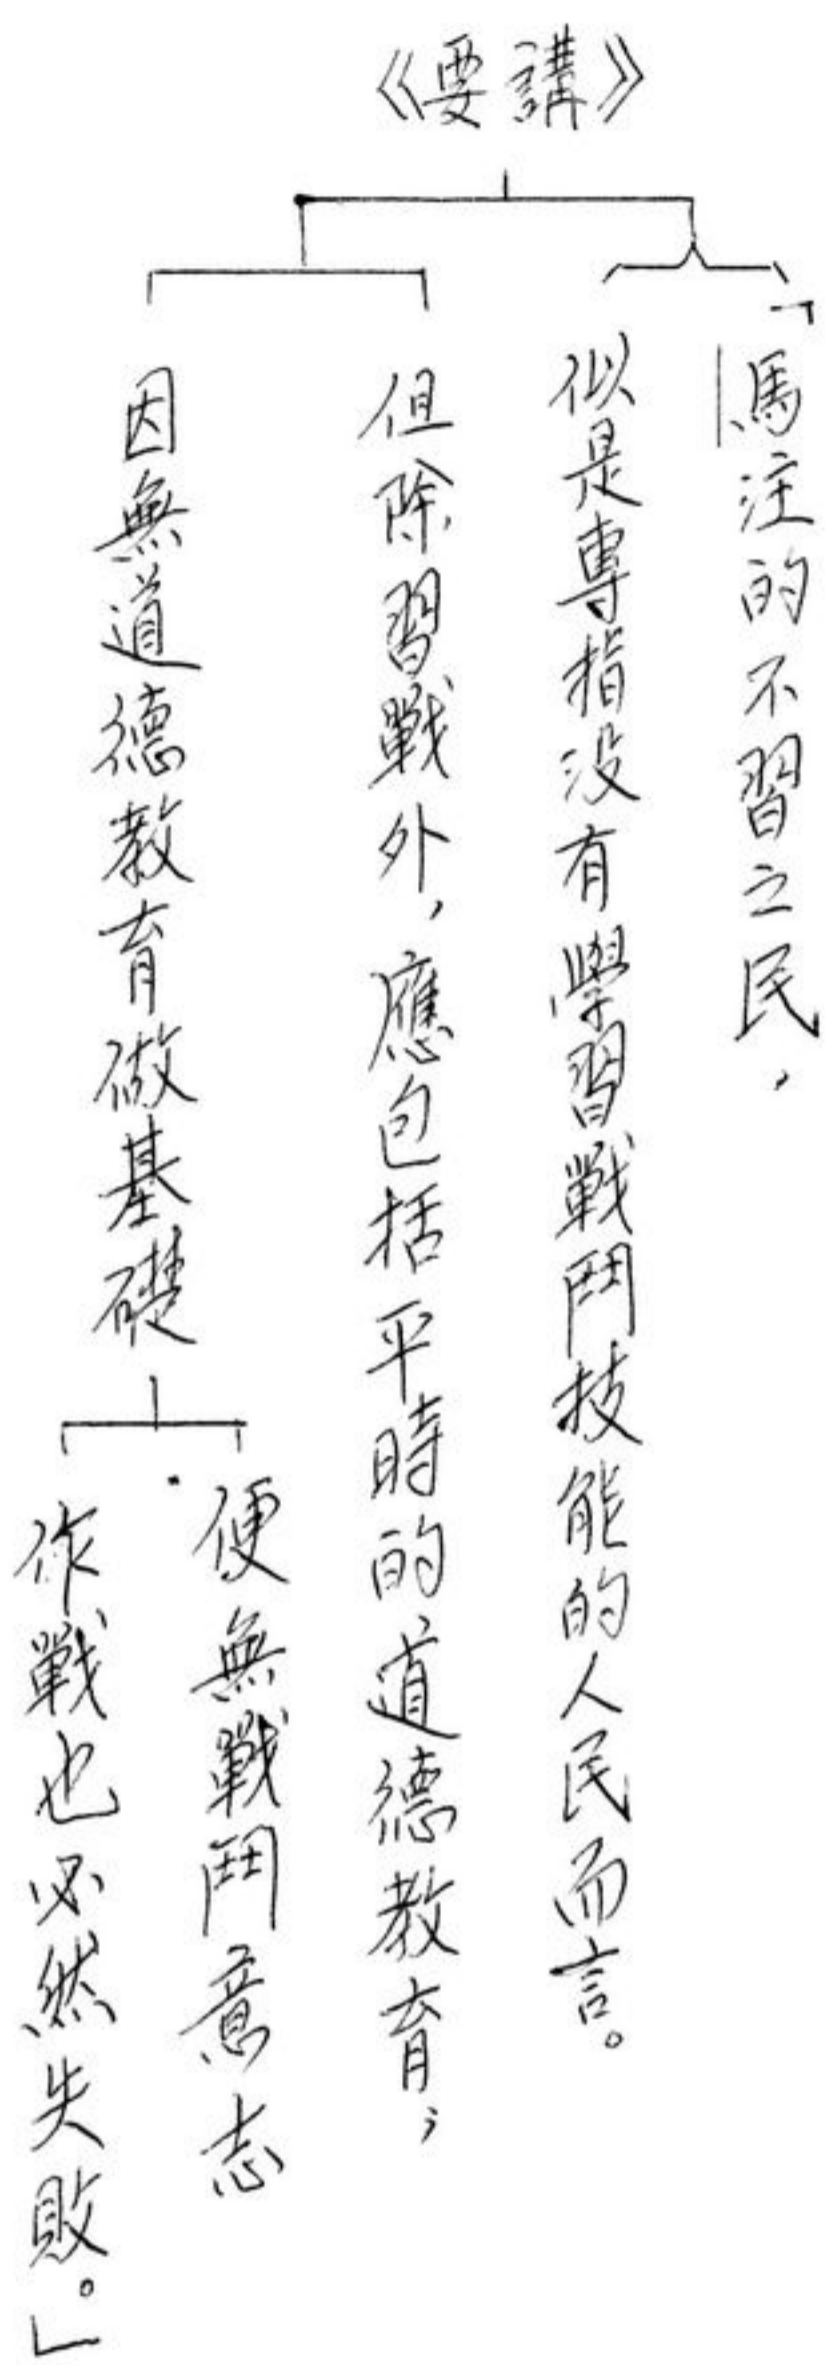 《要講》
「馬注的不習之民，
似是專指没有學習戰鬥技能的人民而言。
但除習戰外，應包括平時的道德教育；
因無道德教育做基礎
便無戰鬥意志
作戰也必然失敗。」